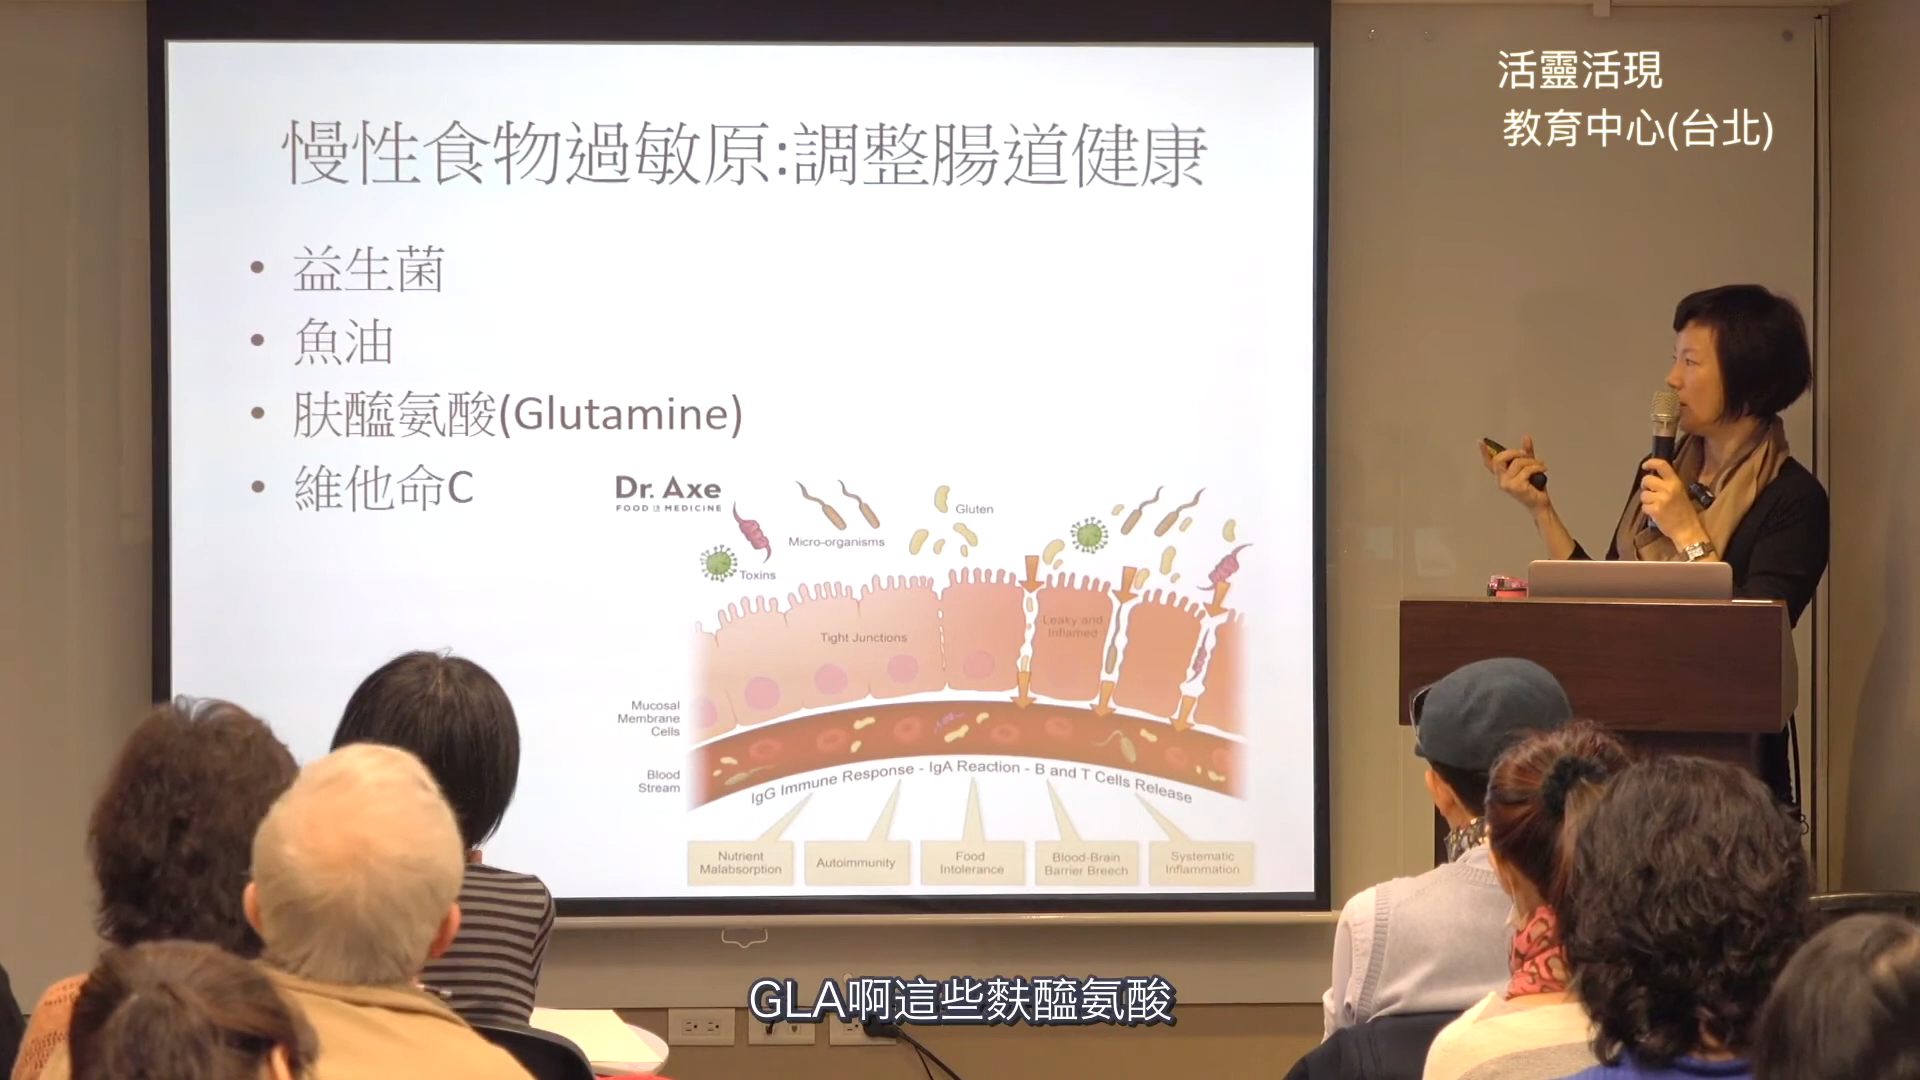 活靈活現
教育中心(台北)
慢性食物過敏原:調整腸道健康
• 益生菌
• 魚油
• 肤醯氨酸(Glutamine)
• 維他命C
Dr. Axe
FOOD IS MEDICINE
Toxins
Micro-organisms
Gluten
Tight Junctions
Leaky and
Inflamed
Mucosal
Membrane
Cells
Blood
Stream
IgG Immune Response - IgA Reaction - B and T Cells Release
Nutrient
Malabsorption
Autoimmunity
Food
Intolerance
Blood-Brain
Barrier Breech
Systematic
Inflammation
GLA啊這些麩醯氨酸